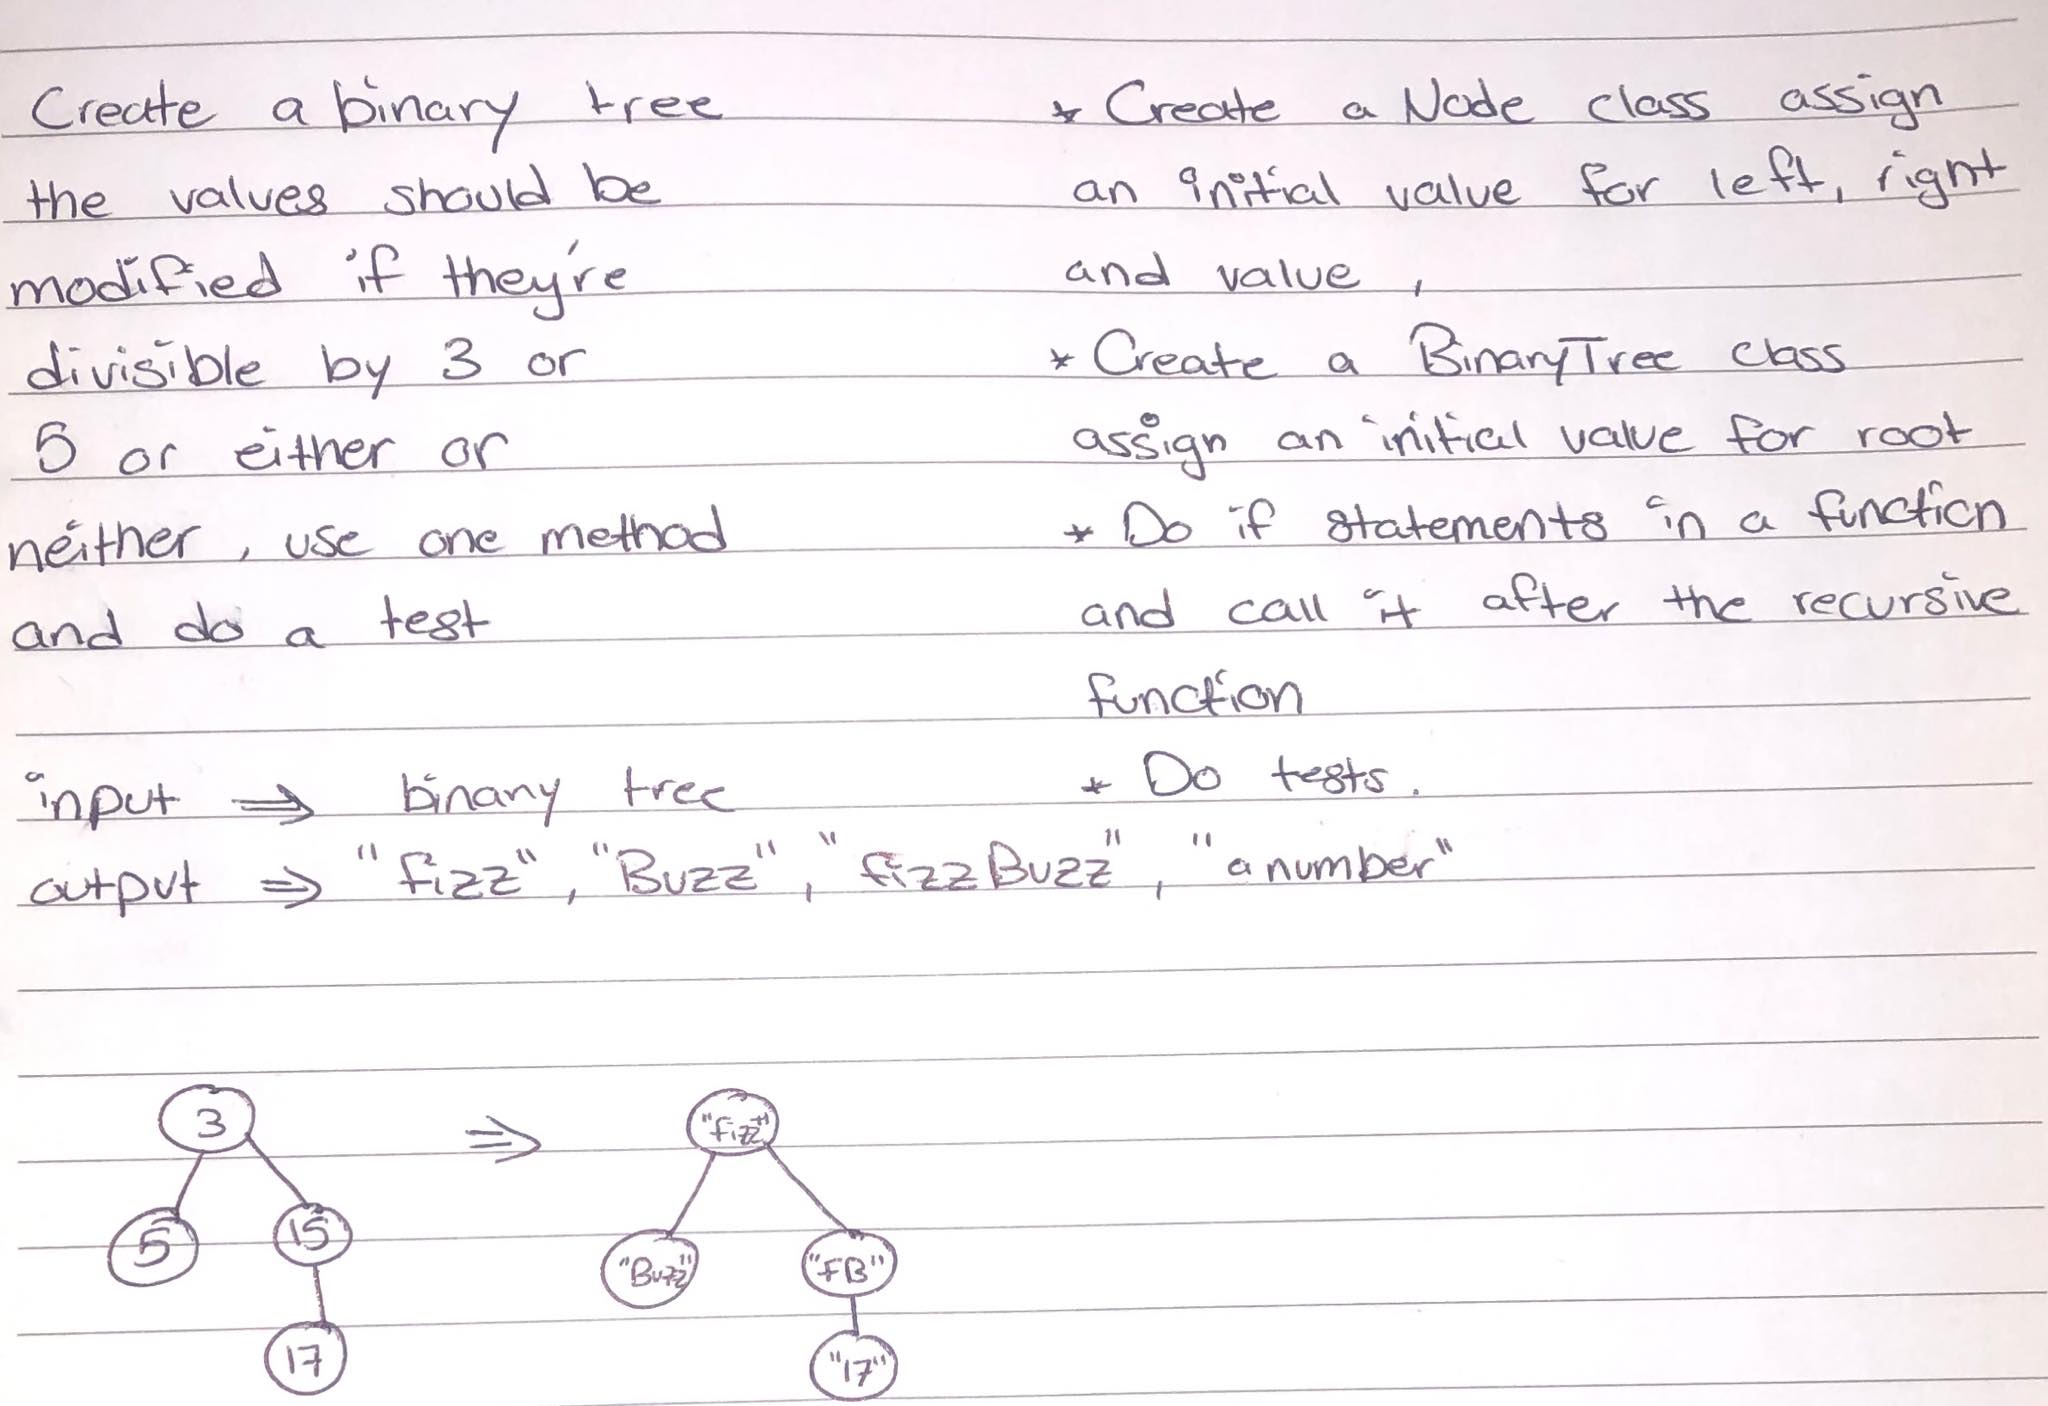 Create a binary tree
the values should be
modified if they're
divisible by 3 or
5 or either or
neither, use one method
and do a test
input ⇒ binary tree
output ⇒ "fizz", "Buzz", "fizzBuzz", "a number"
* Create a Node class assign
an initial value for left, right
and value,
* Create a BinaryTree class
assign an initial value for root
* Do if statements in a function
and call it after the recursive
function
* Do tests.
3
5 15
17
⇒
"fizz"
"Buzz" "FB"
"17"